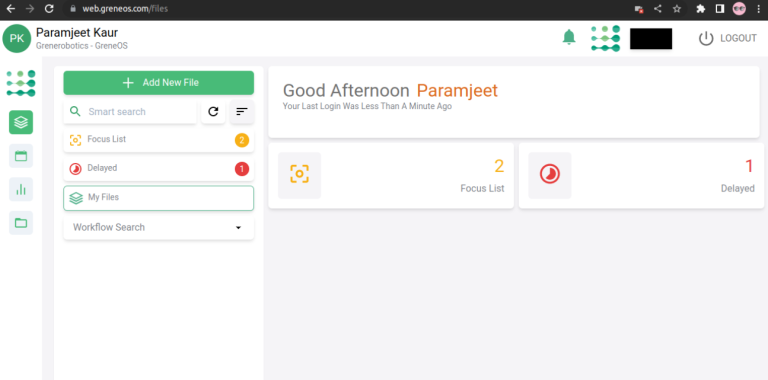 web.greneos.com/files
PK
Paramjeet Kaur
Grenerobotics - GreneOS
LOGOUT
Add New File
Smart search
Focus List
2
Delayed
1
My Files
Workflow Search
Good Afternoon Paramjeet
Your Last Login Was Less Than A Minute Ago
2
Focus List
1
Delayed